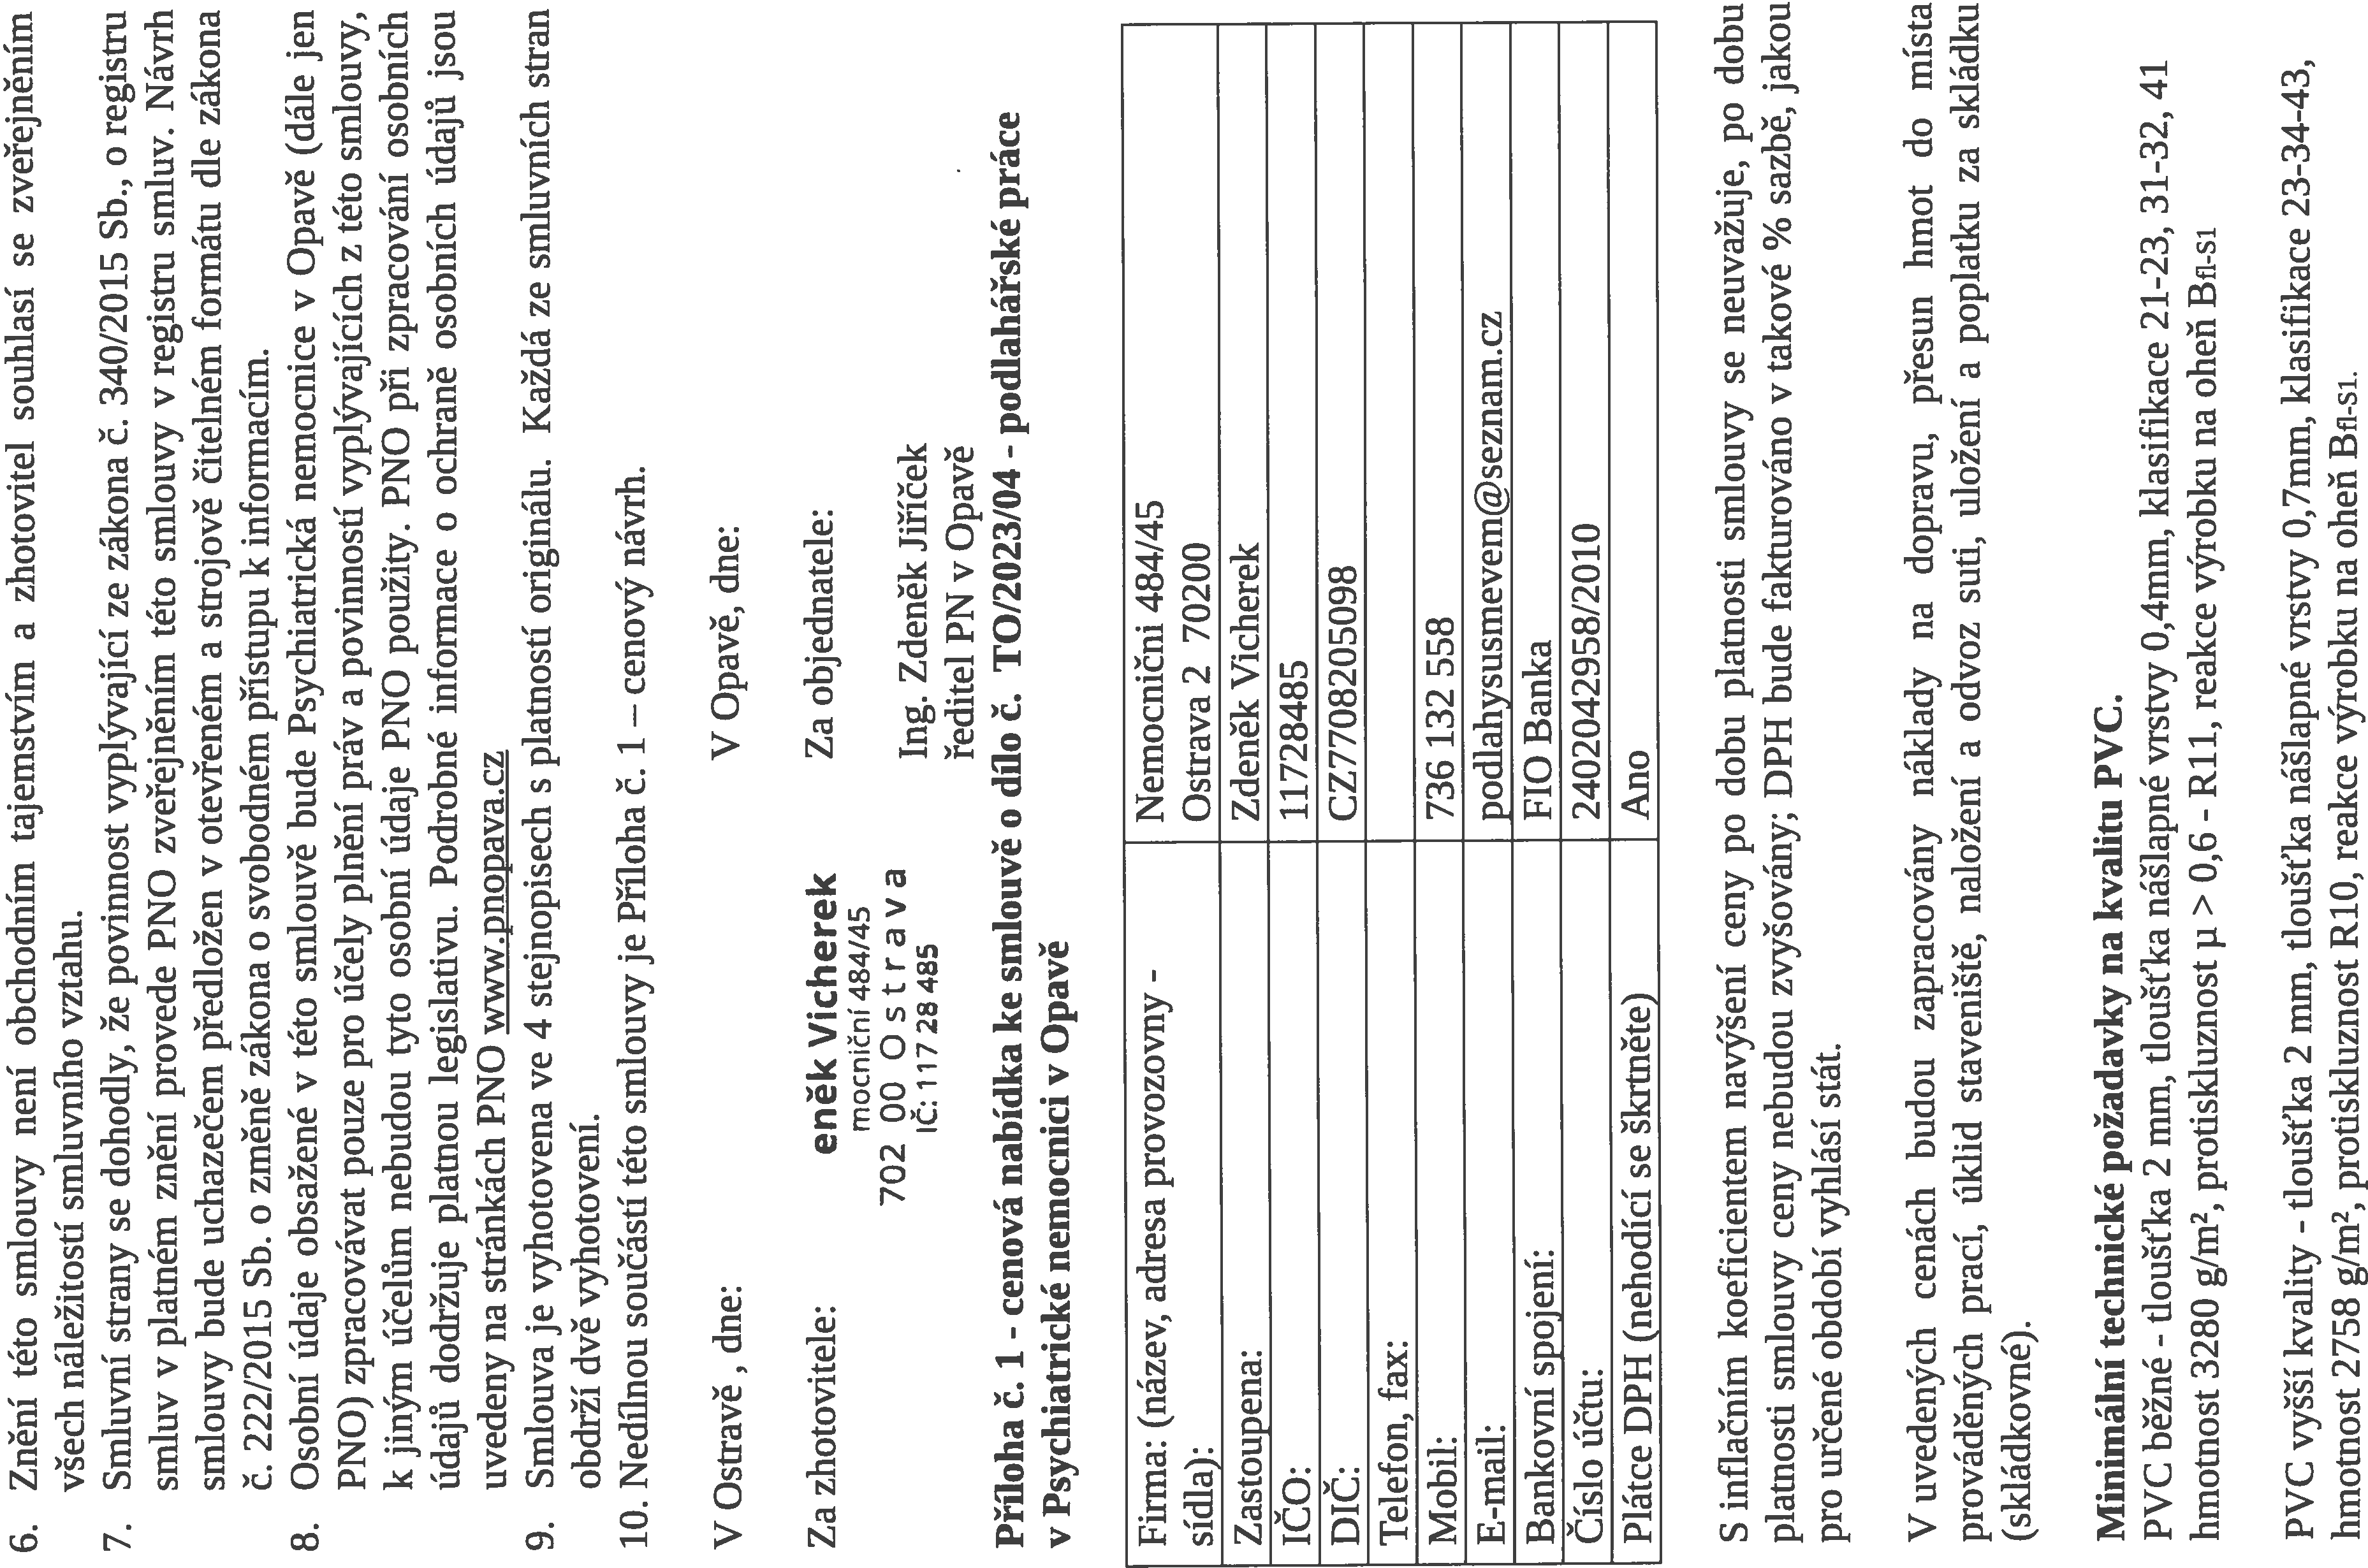 6. Znění této smlouvy není obchodním tajemstvím a zhotovitel souhlasí se zveřejněním
všech náležitostí smluvního vztahu.
7. Smluvní strany se dohodly, že povinnost vyplývající ze zákona č. 340/2015 Sb., o registru
smluv v platném znění provede PNO zveřejněním této smlouvy v registru smluv. Návrh
smlouvy bude uchazečem předložen v otevřeném a strojově čitelném formátu dle zákona
č. 222/2015 Sb. o změně zákona o svobodném přístupu k informacím.
8. Osobní údaje obsažené v této smlouvě bude Psychiatrická nemocnice v Opavě (dále jen
PNO) zpracovávat pouze pro účely plnění práv a povinností vyplývajících z této smlouvy,
k jiným účelům nebudou tyto osobní údaje PNO použity. PNO při zpracování osobních
údajů dodržuje platnou legislativu. Podrobné informace o ochraně osobních údajů jsou
uvedeny na stránkách PNO www.pnopava.cz
9. Smlouva je vyhotovena ve 4 stejnopisech s platností originálu. Každá ze smluvních stran
obdrží dvě vyhotovení.
10. Nedílnou součástí této smlouvy je Příloha č. 1 – cenový návrh.
V Ostravě , dne: V Opavě, dne:
Za zhotovitele: Za objednatele:
eněk Vicherek
mocniční 484/45
702 00 Ostrava
IČ: 117 28 485
Ing. Zdeněk Jiříček
ředitel PN v Opavě
Příloha č. 1 - cenová nabídka ke smlouvě o dílo č. TO/2023/04 - podlahářské práce
v Psychiatrické nemocnici v Opavě
Firma: (název, adresa provozovny - Nemocniční 484/45
sídla): Ostrava 2 70200
Zastoupena: Zdeněk Vicherek
IČO: 11728485
DIČ: CZ7708205098
Telefon, fax:
Mobil: 736 132 558
E-mail: podlahysusmevem@seznam.cz
Bankovní spojení: FIO Banka
Číslo účtu: 2402042958/2010
Plátce DPH (nehodící se škrtněte) Ano
S inflačním koeficientem navýšení ceny po dobu platnosti smlouvy se neuvažuje, po dobu
platnosti smlouvy ceny nebudou zvyšovány; DPH bude fakturováno v takové % sazbě, jakou
pro určené období vyhlásí stát.
V uvedených cenách budou zapracovány náklady na dopravu, přesun hmot do místa
prováděných prací, úklid staveniště, naložení a odvoz suti, uložení a poplatku za skládku
(skládkovné).
Minimální technické požadavky na kvalitu PVC.
PVC běžné - tloušťka 2 mm, tloušťka nášlapné vrstvy 0,4mm, klasifikace 21-23, 31-32, 41
hmotnost 3280 g/m², protiskluznost µ > 0,6 - R11, reakce výrobku na oheň Bfl-S1
PVC vyšší kvality - tloušťka 2 mm, tloušťka nášlapné vrstvy 0,7mm, klasifikace 23-34-43,
hmotnost 2758 g/m², protiskluznost R10, reakce výrobku na oheň Bfl-S1.